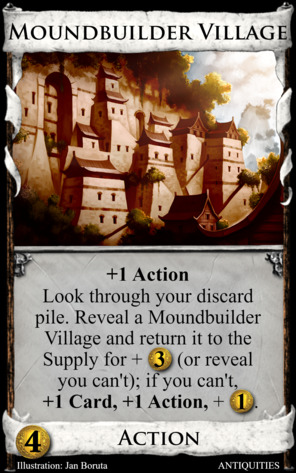 MOUNDBUILDER VILLAGE
+1 Action
Look through your discard
pile. Reveal a Moundbuilder
Village and return it to the
Supply for + 3 (or reveal
you can't); if you can't,
+1 Card, +1 Action, + 1.
4 ACTION
Illustration: Jan Boruta ANTIQUITIES